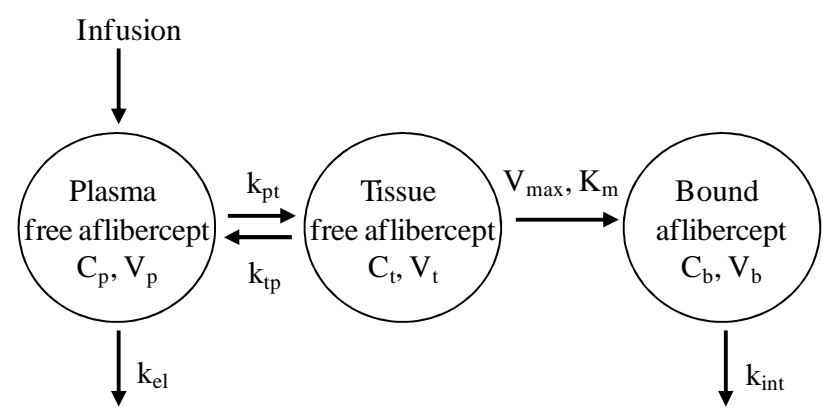 Infusion
Plasma
free aflibercept
C_p, V_p
k_pt
k_tp
Tissue
free aflibercept
C_t, V_t
V_max, K_m
Bound
aflibercept
C_b, V_b
k_el
k_int